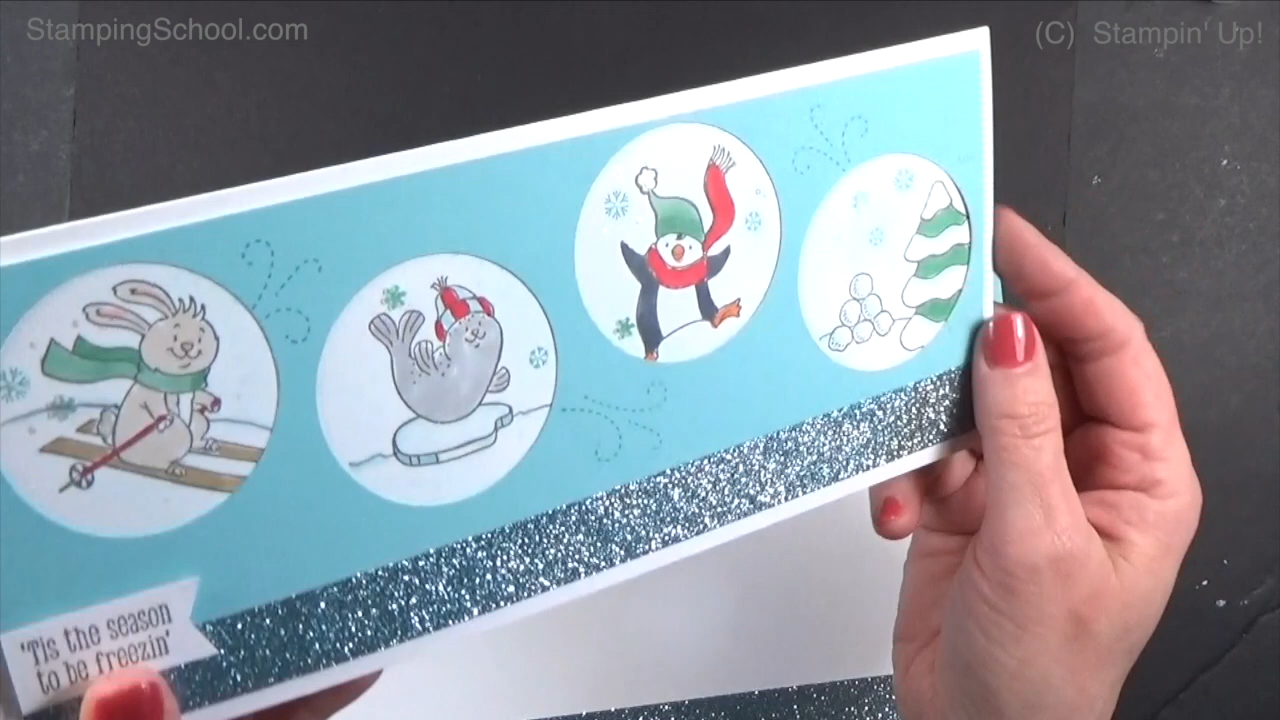 StampingSchool.com
(C) Stampin' Up!
'Tis the season
to be freezin'